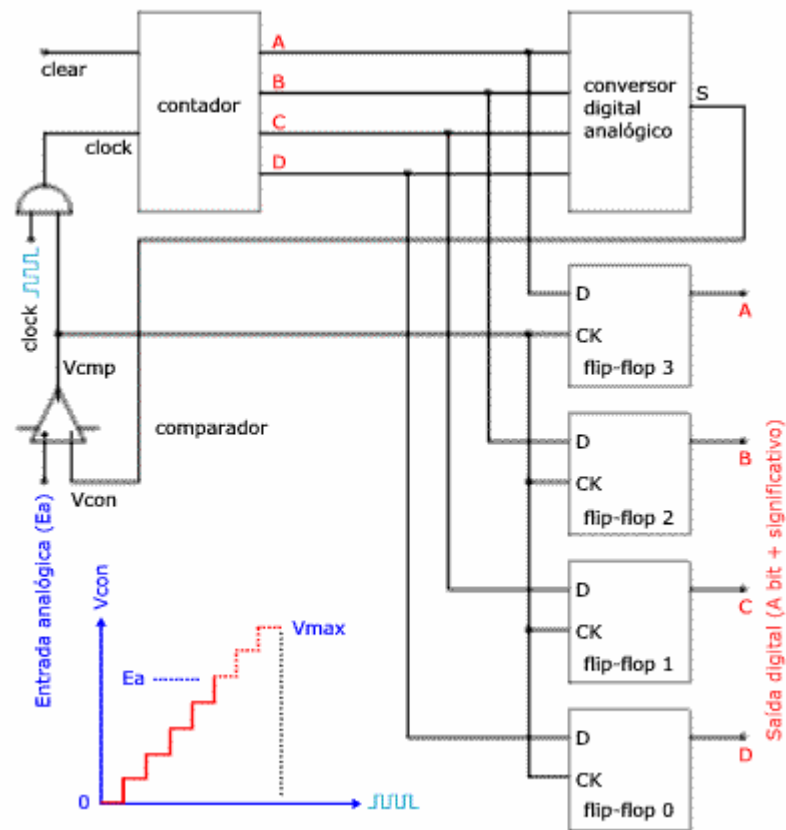 clear
contador
clock
A
B
C
D
conversor
digital
analógico
S
clock
Vcmp
comparador
Vcon
Entrada analógica (Ea)
D
CK
flip-flop 3
A
D
CK
flip-flop 2
B
D
CK
flip-flop 1
C
D
CK
flip-flop 0
D
Saída digital (A bit + significativo)
Vcon
Vmax
Ea
0